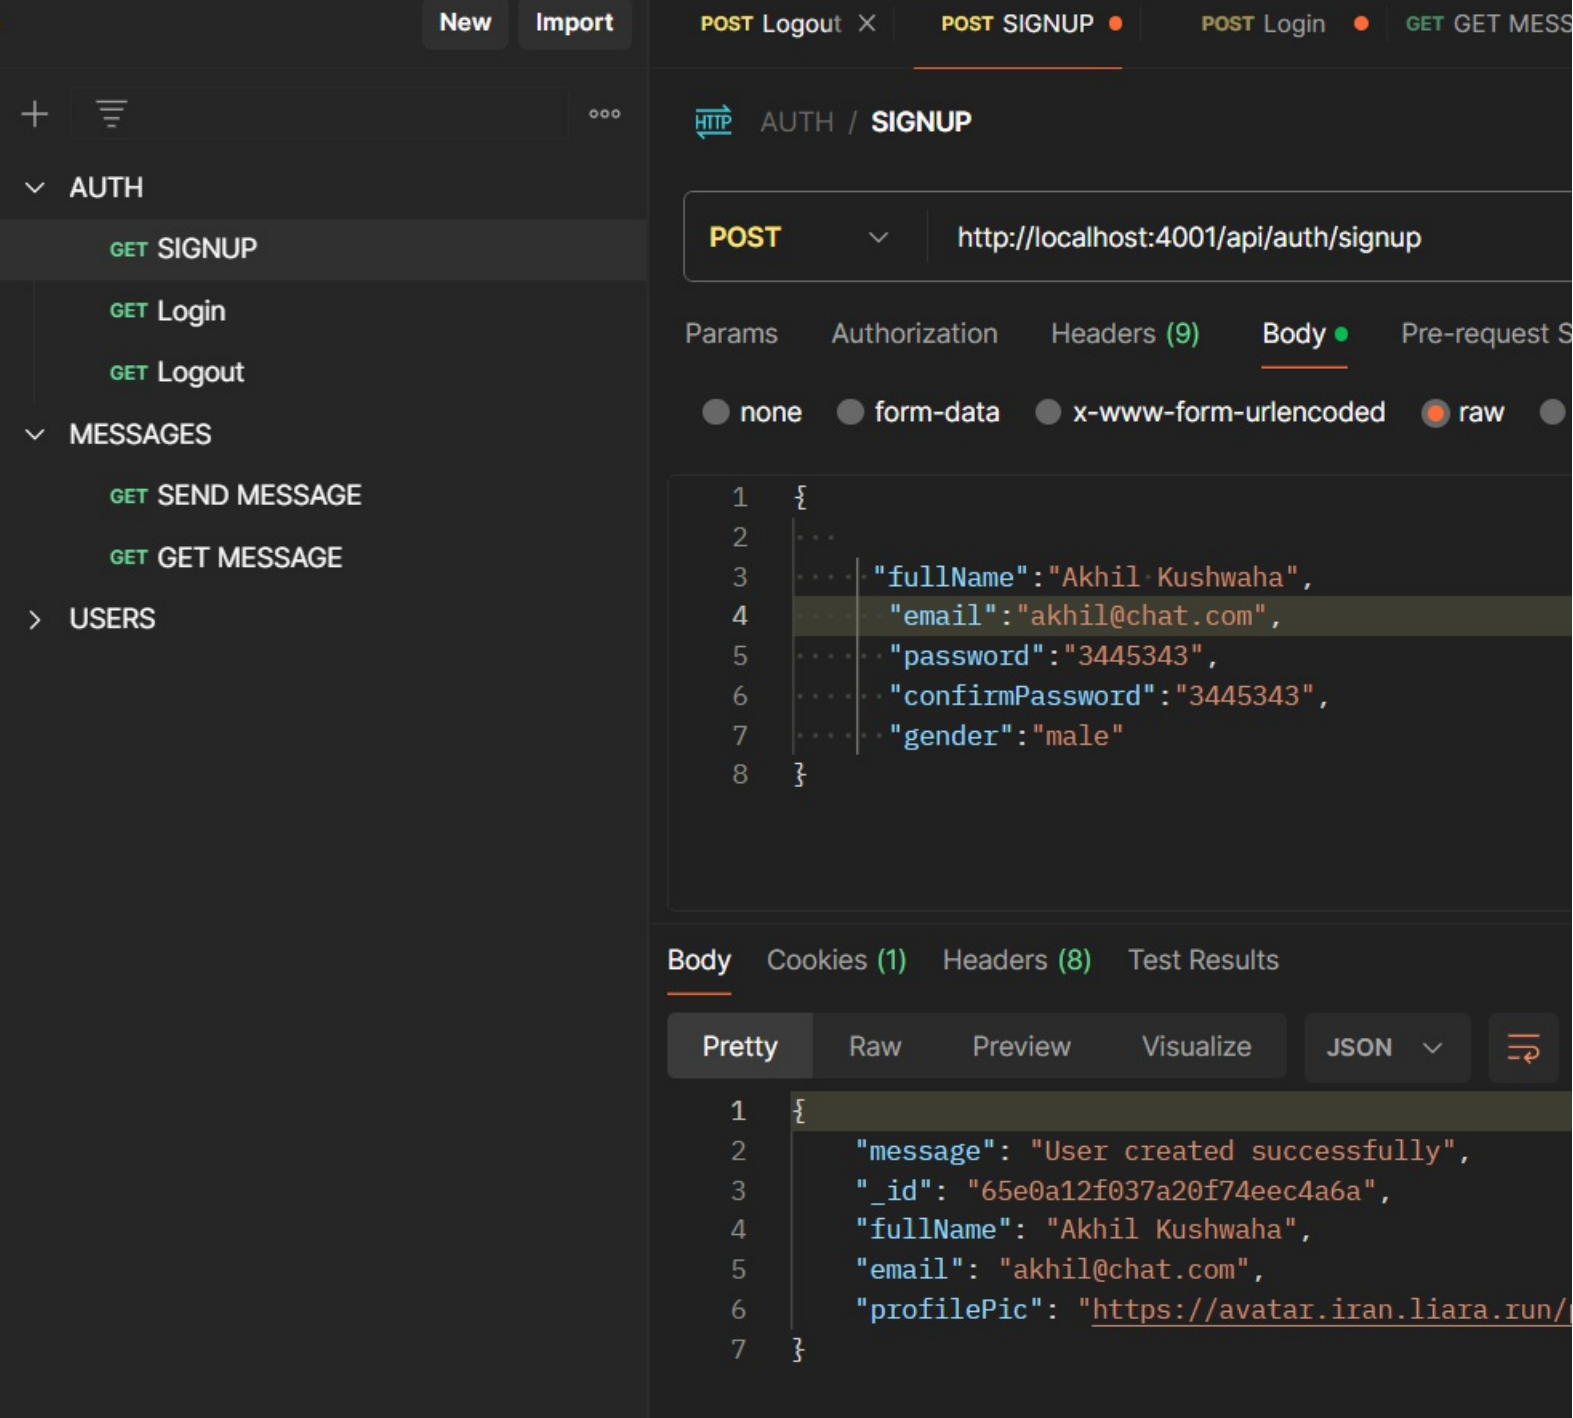 New Import
AUTH
GET SIGNUP
GET Login
GET Logout
MESSAGES
GET SEND MESSAGE
GET GET MESSAGE
USERS
POST Logout POST SIGNUP POST Login GET GET MESS
HTTP AUTH / SIGNUP
POST http://localhost:4001/api/auth/signup
Params Authorization Headers (9) Body Pre-request S
none form-data x-www-form-urlencoded raw
1 {
2
3 "fullName":"Akhil Kushwaha",
4 "email":"akhil@chat.com",
5 "password":"3445343",
6 "confirmPassword":"3445343",
7 "gender":"male"
8 }
Body Cookies (1) Headers (8) Test Results
Pretty Raw Preview Visualize JSON
1 {
2 "message": "User created successfully",
3 "_id": "65e0a12f037a20f74eec4a6a",
4 "fullName": "Akhil Kushwaha",
5 "email": "akhil@chat.com",
6 "profilePic": "https://avatar.iran.liara.run/
7 }